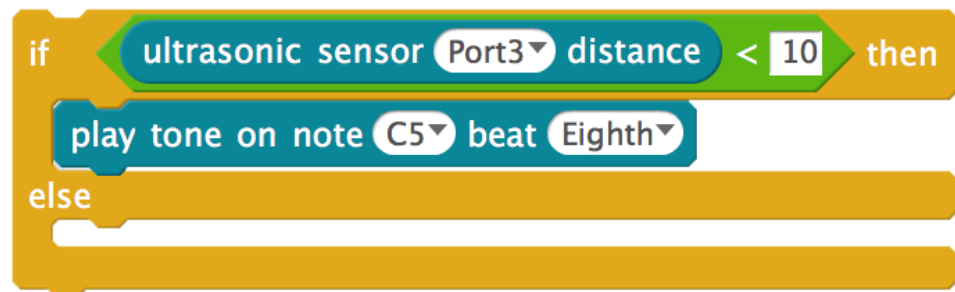 if ultrasonic sensor Port3 distance < 10 then
play tone on note C5 beat Eighth
else